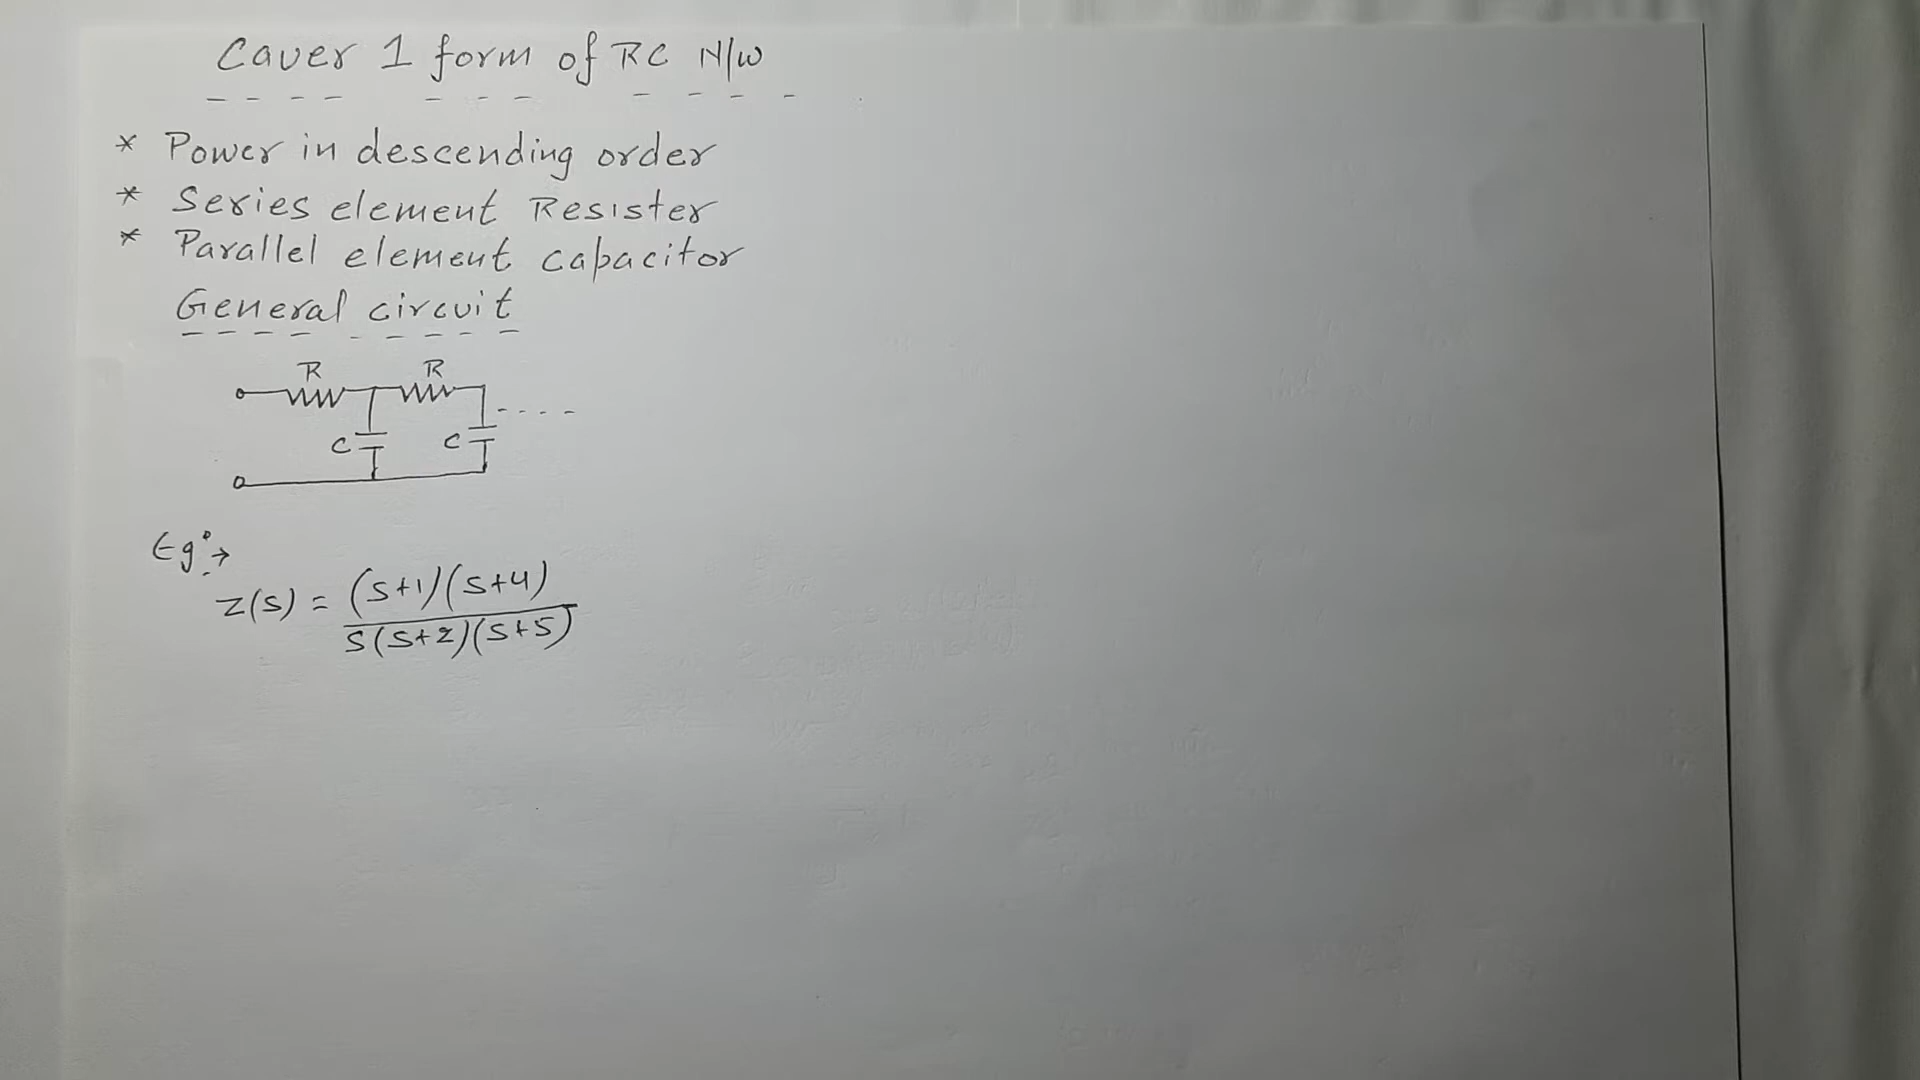 Cauer 1 form of RC N/W
* Power in descending order
* Series element Resister
* Parallel element capacitor
General circuit
R R
C C
Eg:→
Z(S) = (S+1)(S+4)
S(S+2)(S+5)